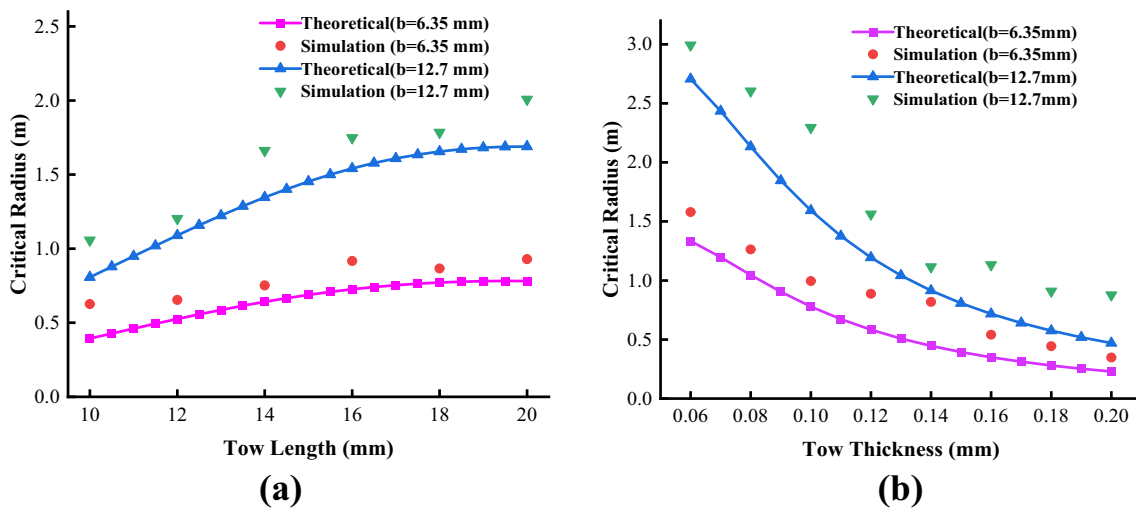 2.5
2.0
1.5
1.0
0.5
0.0
Critical Radius (m)
Theoretical(b=6.35 mm)
Simulation (b=6.35 mm)
Theoretical(b=12.7 mm)
Simulation (b=12.7 mm)
10 12 14 16 18 20
Tow Length (mm)
(a)
3.0
2.5
2.0
1.5
1.0
0.5
0.0
Critical Radius (m)
Theoretical(b=6.35mm)
Simulation(b=6.35mm)
Theoretical(b=12.7mm)
Simulation (b=12.7mm)
0.06 0.08 0.10 0.12 0.14 0.16 0.18 0.20
Tow Thickness (mm)
(b)